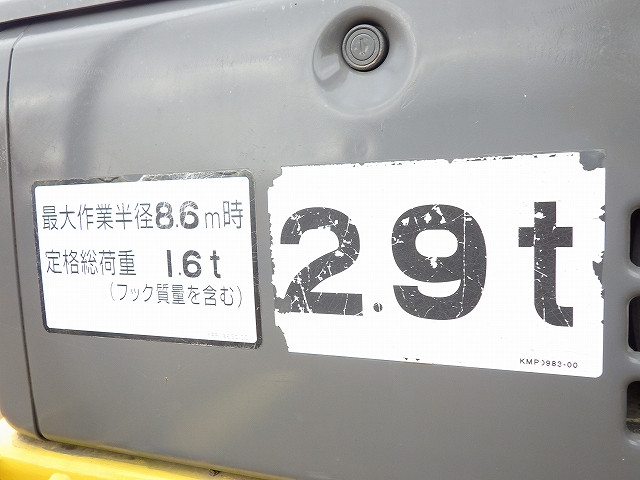 最大作業半径8.6m時
定格総荷重 1.6t
(フック質量を含む)
2.9t
KMP0983-00